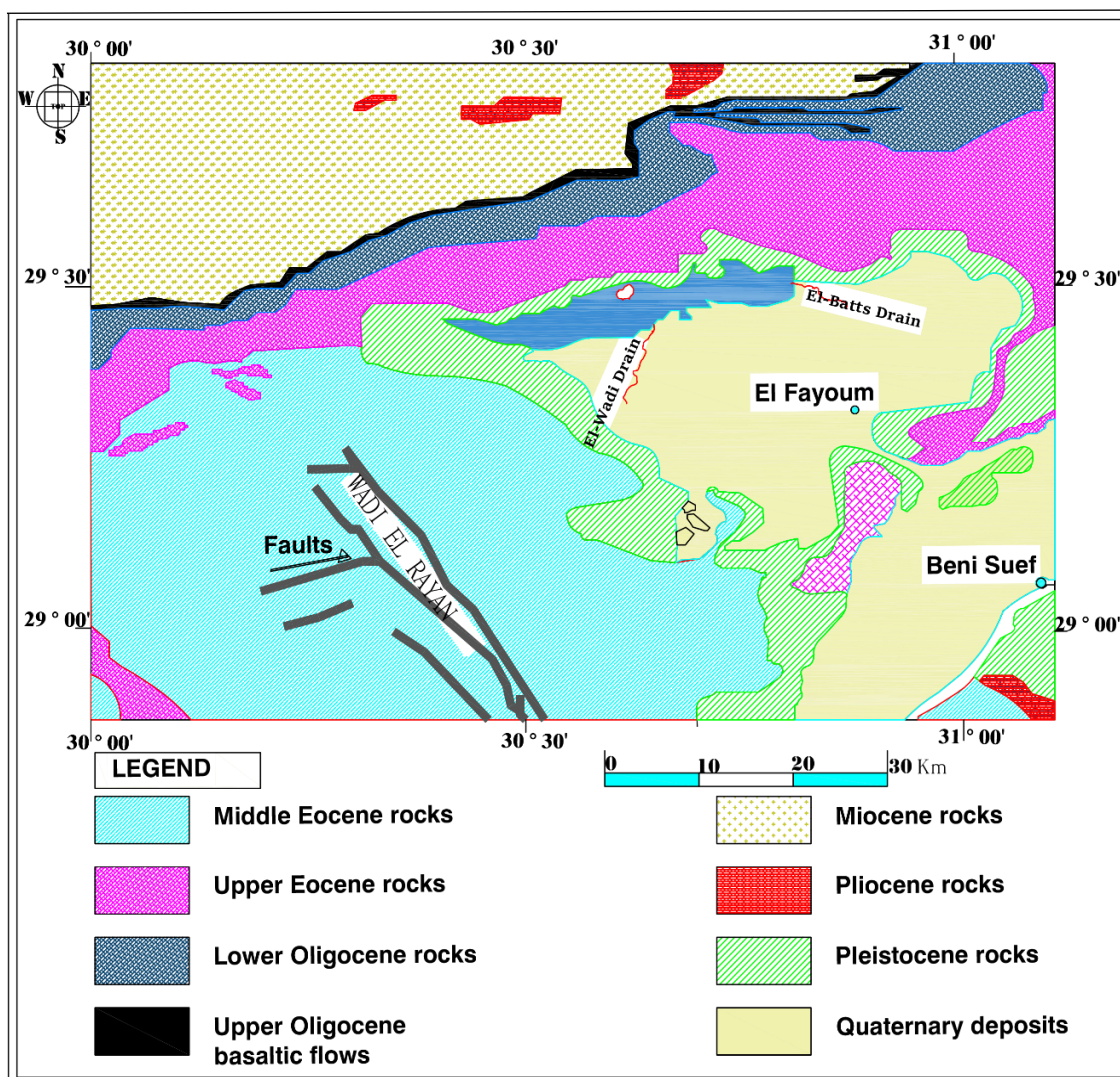 30 ° 00'
30 ° 30'
31 ° 00'
N
W
TOP
E
S
29 ° 30'
29 ° 30'
El-Batts Drain
El-Wadi Drain
El Fayoum
WADI EL RAYAN
Faults
Beni Suef
29 ° 00'
29 ° 00'
30 ° 00'
30 ° 30'
31 ° 00'
LEGEND
0 10 20 30 Km
Middle Eocene rocks
Miocene rocks
Upper Eocene rocks
Pliocene rocks
Lower Oligocene rocks
Pleistocene rocks
Upper Oligocene
basaltic flows
Quaternary deposits